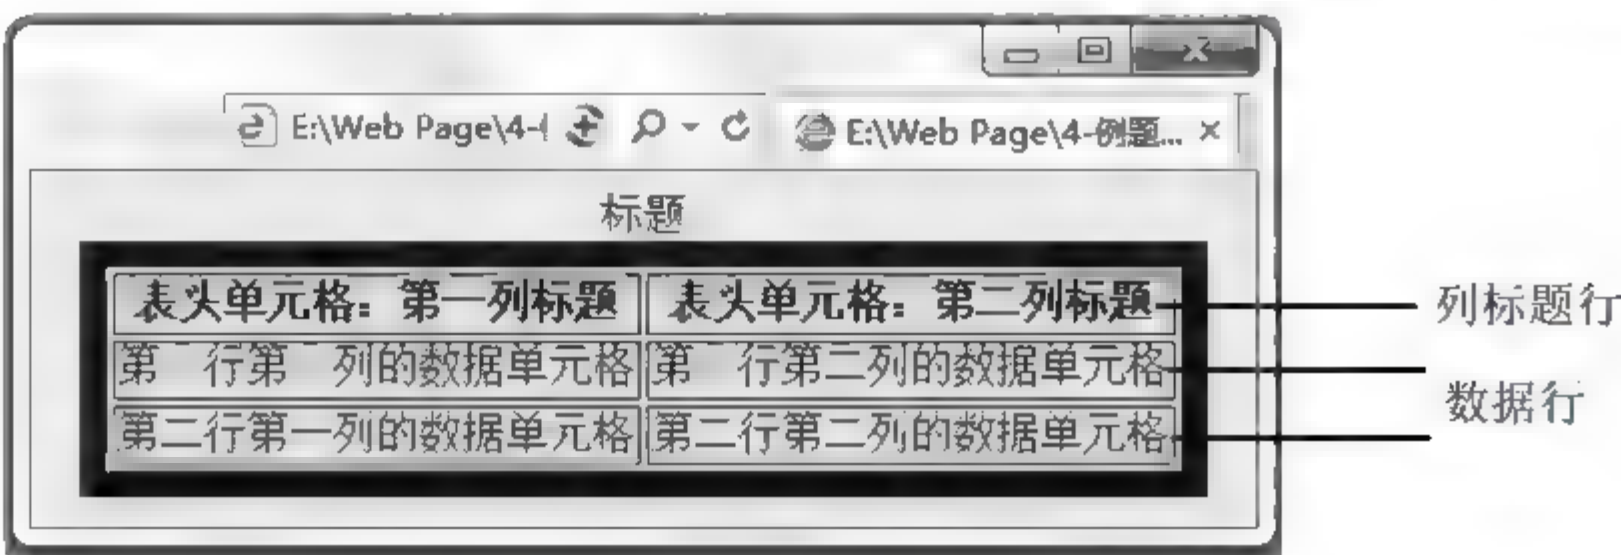 E:\Web Page\4-
E:\Web Page\4-例题... ×
标题
表头单元格：第一列标题 表头单元格：第二列标题
列标题行
第 行第 列的数据单元格 第 行第二列的数据单元格
数据行
第二行第一列的数据单元格 第二行第二列的数据单元格